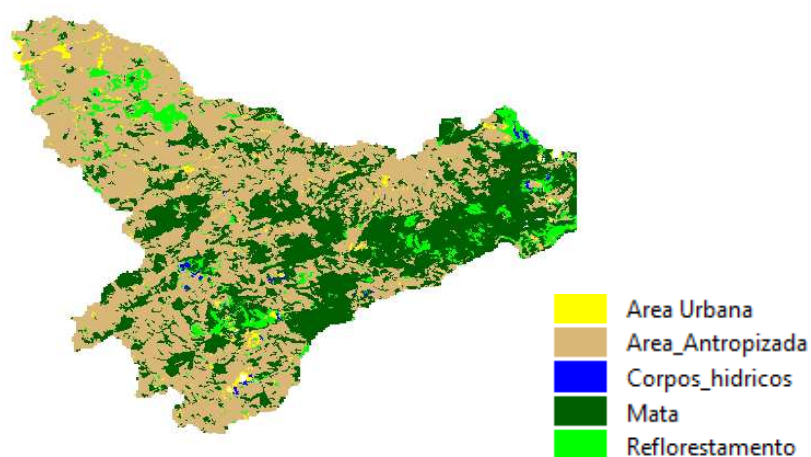 Area Urbana
Area_Antropizada
Corpos_hidricos
Mata
Reflorestamento